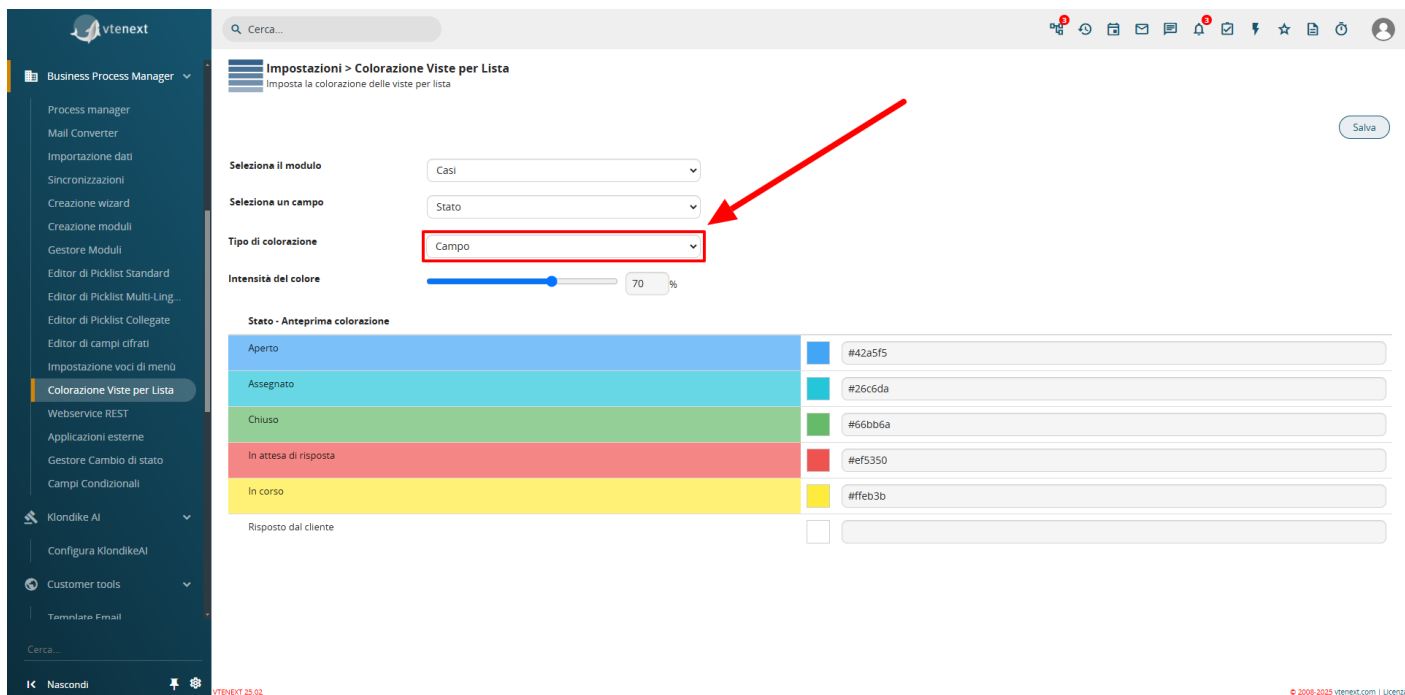 vtenext
Cerca...
3
3
Business Process Manager
Process manager
Mail Converter
Importazione dati
Sincronizzazioni
Creazione wizard
Creazione moduli
Gestore Moduli
Editor di Picklist Standard
Editor di Picklist Multi-Ling...
Editor di Picklist Collegate
Editor di campi cifrati
Impostazione voci di menù
Colorazione Viste per Lista
Webservice REST
Applicazioni esterne
Gestore Cambio di stato
Campi Condizionali
Klondike AI
Configura KlondikeAI
Customer tools
Template Email
Cerca...
Nascondi
Impostazioni > Colorazione Viste per Lista
Imposta la colorazione delle viste per lista
Salva
Seleziona il modulo
Casi
Seleziona un campo
Stato
Tipo di colorazione
Campo
Intensità del colore
70 %
Stato - Anteprima colorazione
Aperto #42a5f5
Assegnato #26c6da
Chiuso #66bb6a
In attesa di risposta #ef5350
In corso #ffeb3b
Risposto dal cliente
VTENEXT 25.02
© 2008-2025 vtenext.com | Licenza